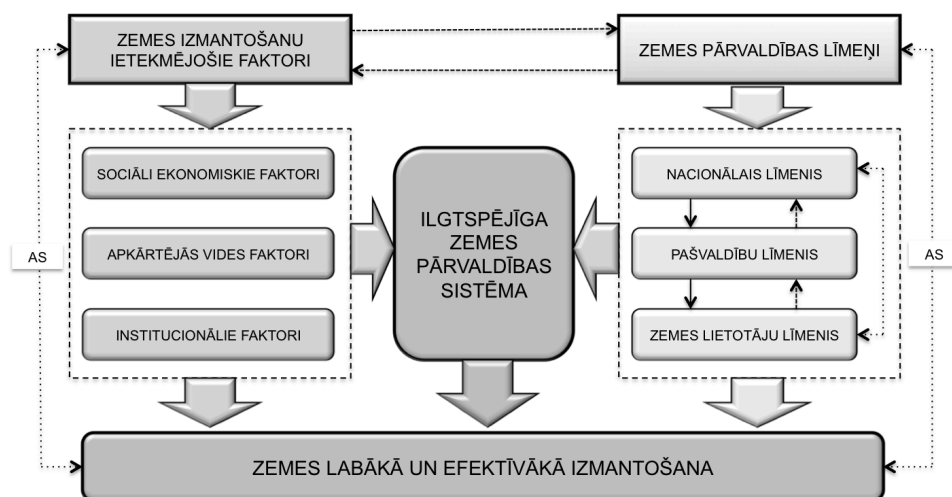 ZEMES IZMANTOŠANU
IETEKMĒJOŠIE FAKTORI
ZEMES PĀRVALDĪBAS LĪMEŅI
SOCIĀLI EKONOMISKIE FAKTORI
APKĀRTĒJĀS VIDES FAKTORI
INSTITUCIONĀLIE FAKTORI
ILGTSPĒJĪGA
ZEMES
PĀRVALDĪBAS
SISTĒMA
NACIONĀLAIS LĪMENIS
PAŠVALDĪBU LĪMENIS
ZEMES LIETOTĀJU LĪMENIS
AS
AS
ZEMES LABĀKĀ UN EFEKTĪVĀKĀ IZMANTOŠANA